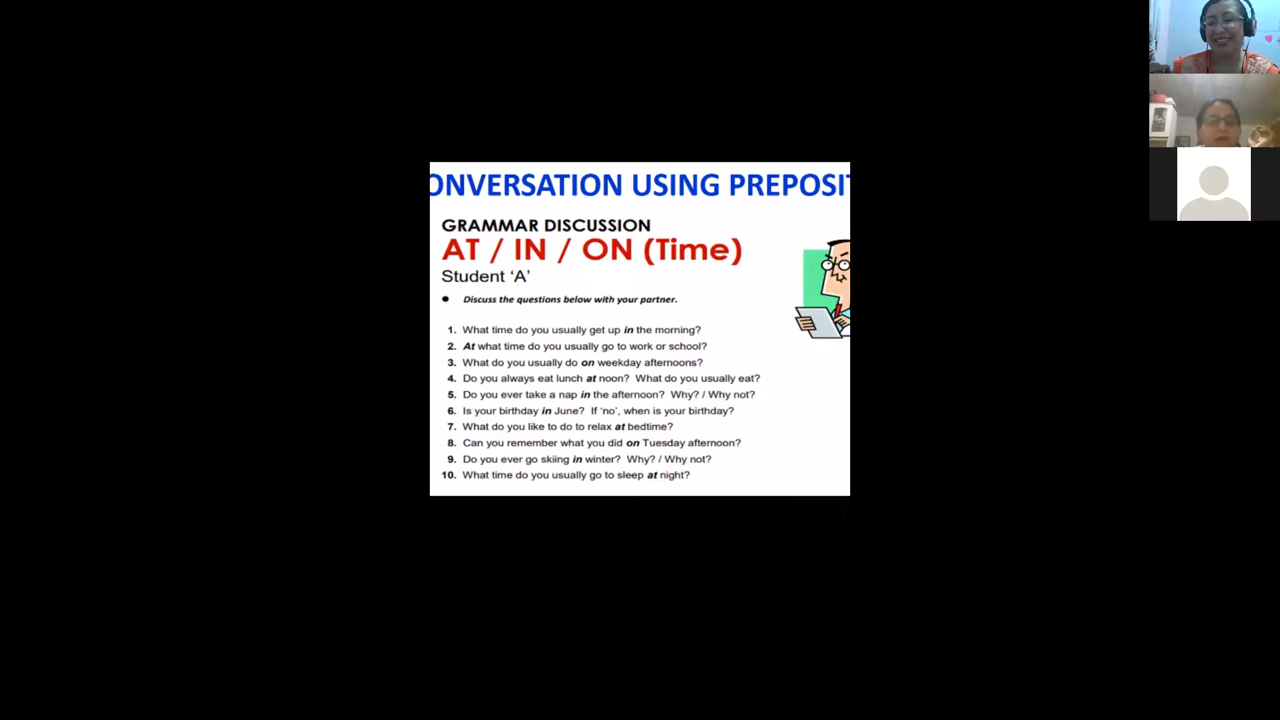 ONVERSATION USING PREPOSIT
GRAMMAR DISCUSSION
AT / IN / ON (Time)
Student ‘A’
● Discuss the questions below with your partner.
1. What time do you usually get up in the morning?
2. At what time do you usually go to work or school?
3. What do you usually do on weekday afternoons?
4. Do you always eat lunch at noon? What do you usually eat?
5. Do you ever take a nap in the afternoon? Why? / Why not?
6. Is your birthday in June? If ‘no’, when is your birthday?
7. What do you like to do to relax at bedtime?
8. Can you remember what you did on Tuesday afternoon?
9. Do you ever go skiing in winter? Why? / Why not?
10. What time do you usually go to sleep at night?